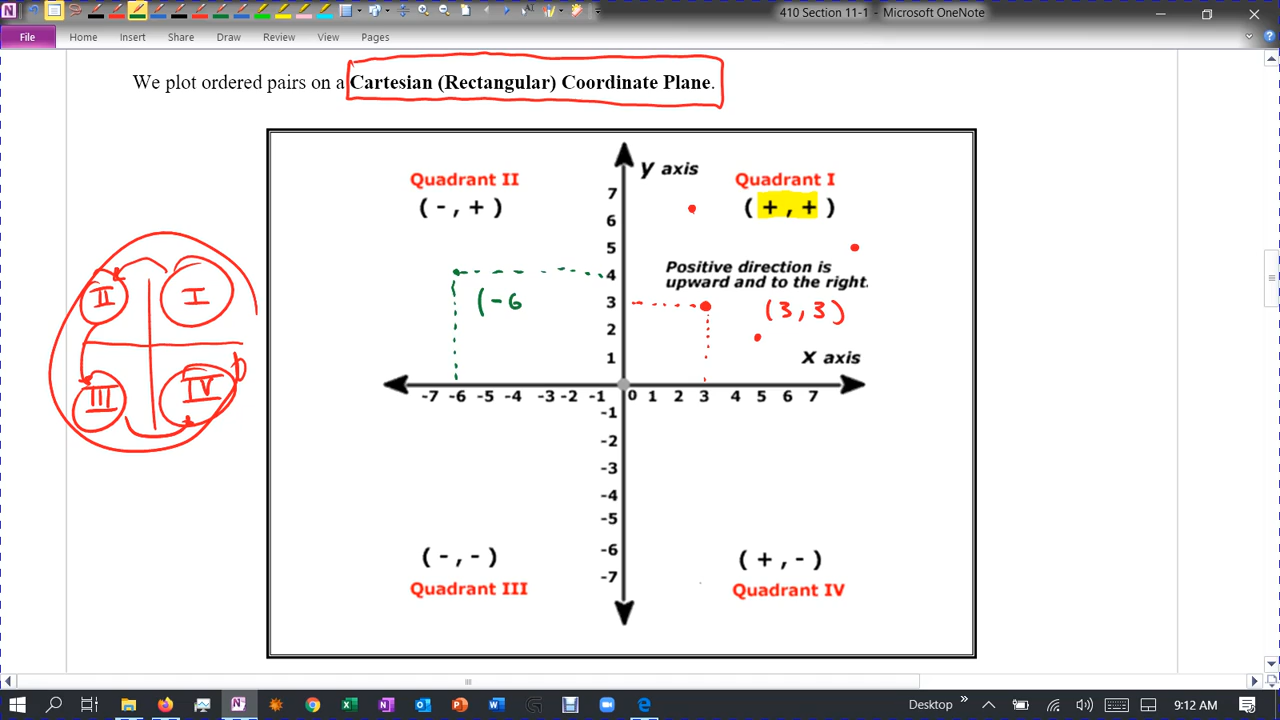 410 Section 11-1 - Microsoft OneNote
File Home Insert Share Draw Review View Pages
We plot ordered pairs on a Cartesian (Rectangular) Coordinate Plane.
y axis
Quadrant II
( - , + )
Quadrant I
( + , + )
7
6
5
4
3
2
1
Positive direction is
upward and to the right.
(3,3)
(-6
X axis
-7 -6 -5 -4 -3 -2 -1 0 1 2 3 4 5 6 7
-1
-2
-3
-4
-5
-6
-7
II I
III IV
( - , - )
Quadrant III
( + , - )
Quadrant IV
Desktop
9:12 AM